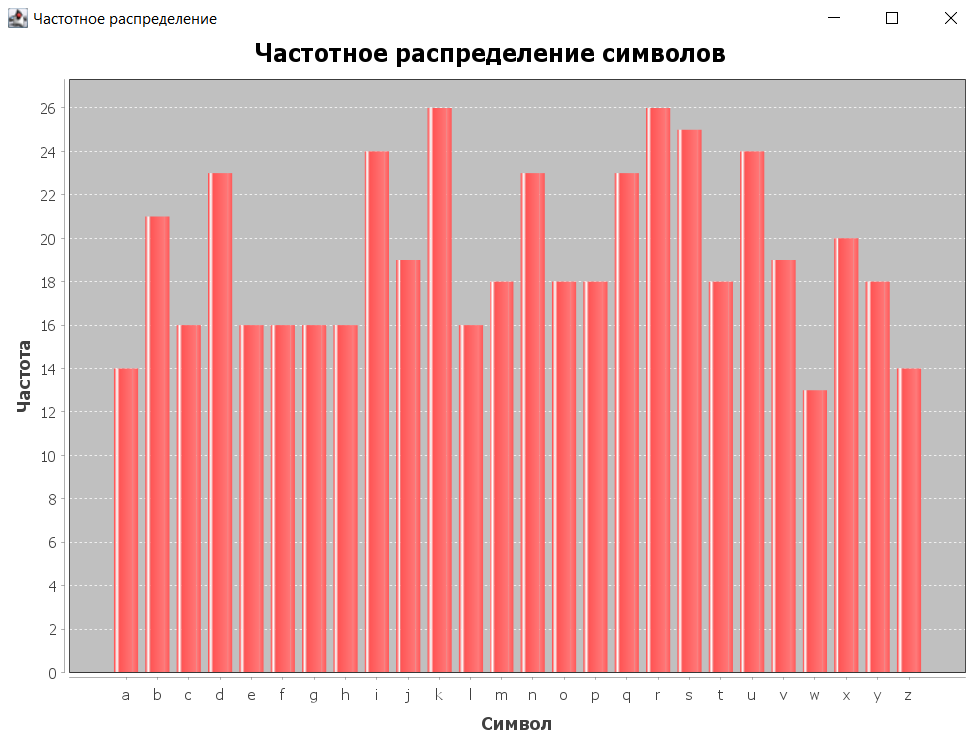 Частотное распределение
Частотное распределение символов
26
24
22
20
18
16
14
12
10
8
6
4
2
0
Частота
a b c d e f g h i j k l m n o p q r s t u v w x y z
Символ